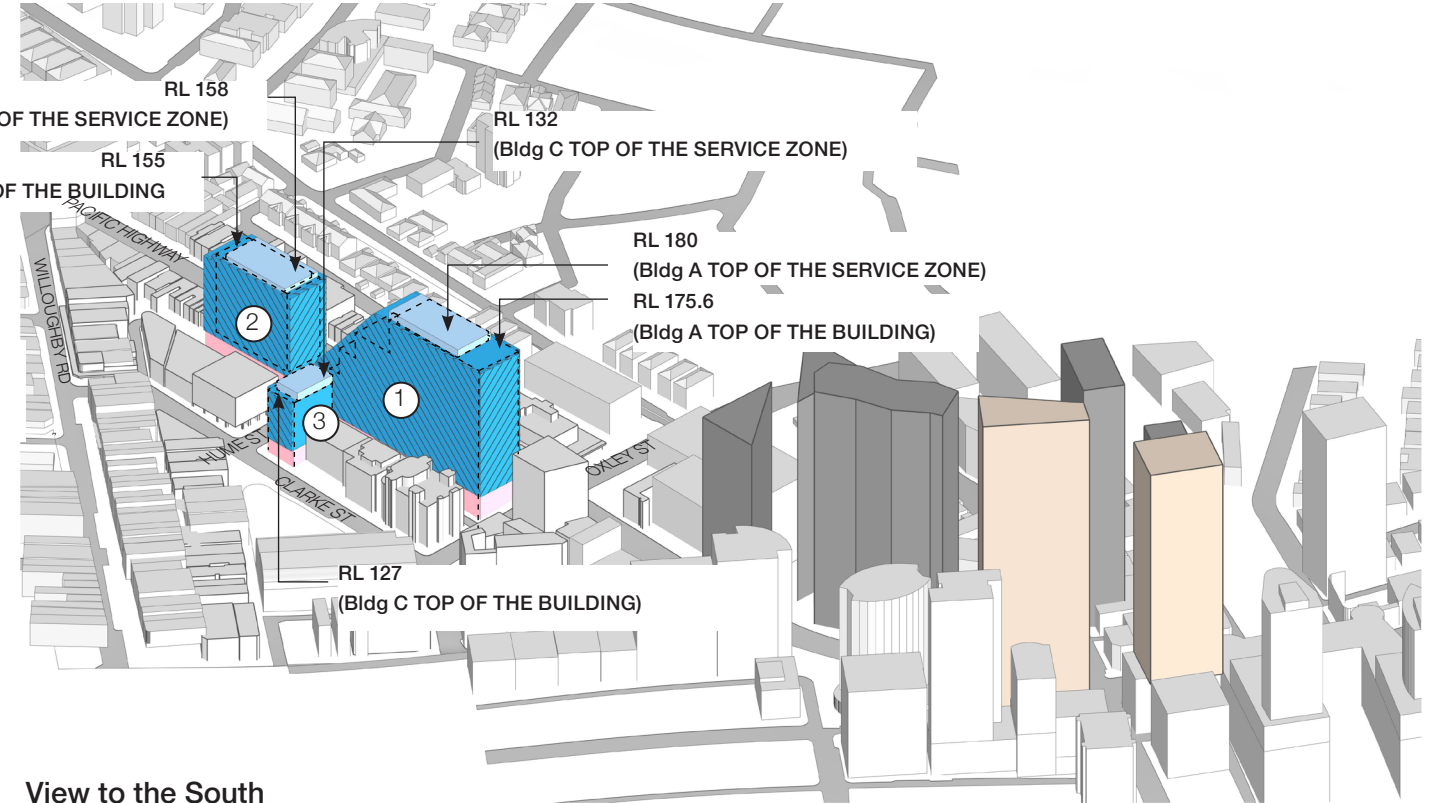 RL 158
OF THE SERVICE ZONE)
RL 155
OF THE BUILDING
RL 132
(Bldg C TOP OF THE SERVICE ZONE)
RL 180
(Bldg A TOP OF THE SERVICE ZONE)
RL 175.6
(Bldg A TOP OF THE BUILDING)
PACIFIC HIGHWAY
WILLOUGHBY RD
2
1
3
HUME ST
CLARKE ST
OXLEY ST
RL 127
(Bldg C TOP OF THE BUILDING)
View to the South